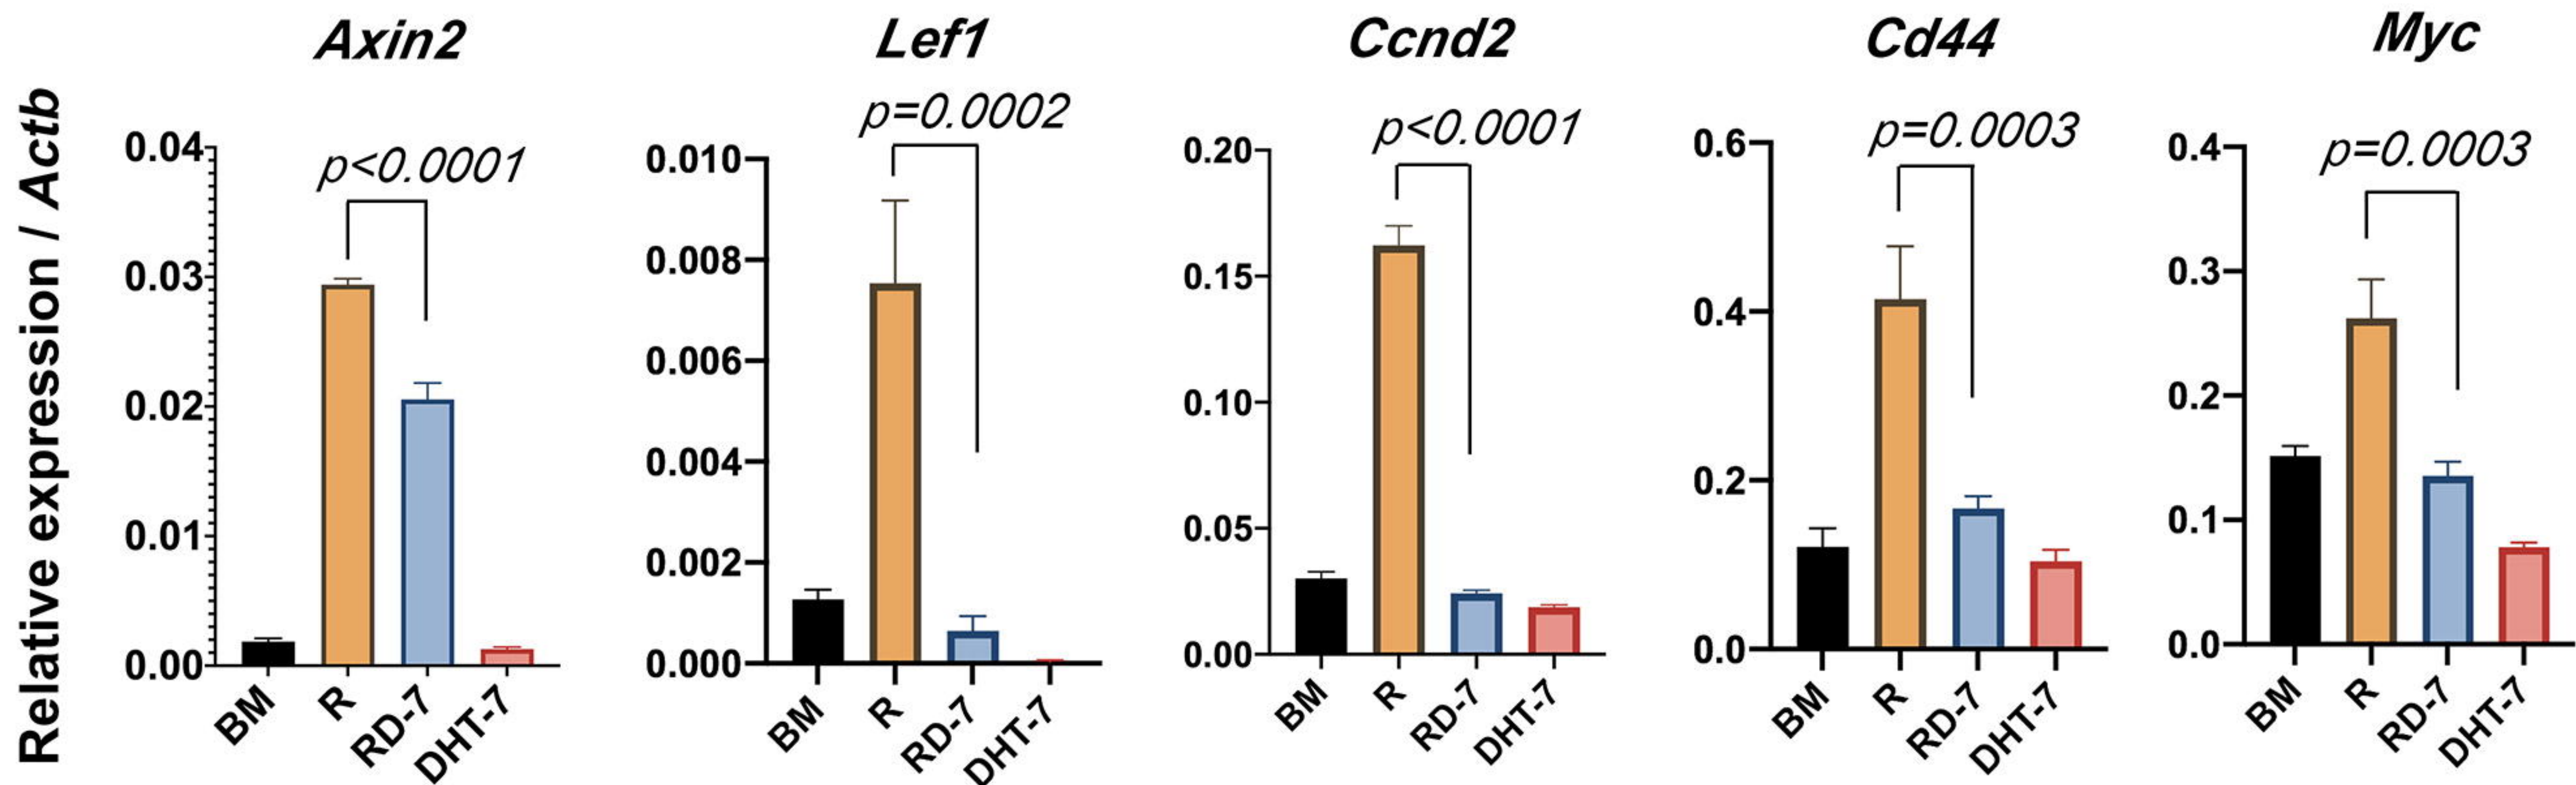 Relative expression / Actb
Axin2
p<0.0001
0.04
0.03
0.02
0.01
0.00
BM
R
RD-7
DHT-7
Lef1
p=0.0002
0.010
0.008
0.006
0.004
0.002
0.000
BM
R
RD-7
DHT-7
Ccnd2
p<0.0001
0.20
0.15
0.10
0.05
0.00
BM
R
RD-7
DHT-7
Cd44
p=0.0003
0.6
0.4
0.2
0.0
BM
R
RD-7
DHT-7
Myc
p=0.0003
0.4
0.3
0.2
0.1
0.0
BM
R
RD-7
DHT-7